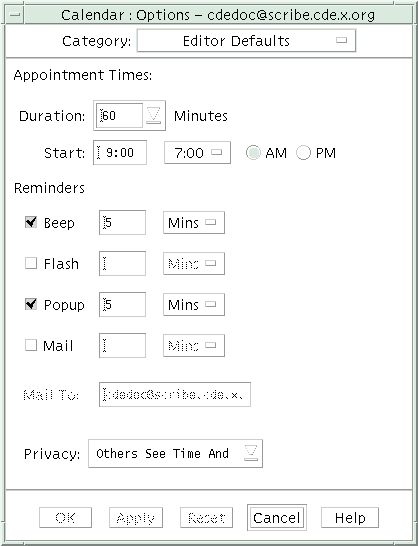 Calendar : Options – cdedoc@scribe.cde.x.org
Category: Editor Defaults
Appointment Times:
Duration: 60 Minutes
Start: 9:00 7:00 AM PM
Reminders
Beep 5 Mins
Flash Mins
Popup 5 Mins
Mail Mins
Mail To: cdedoc@scribe.cde.x.
Privacy: Others See Time And
OK Apply Reset Cancel Help